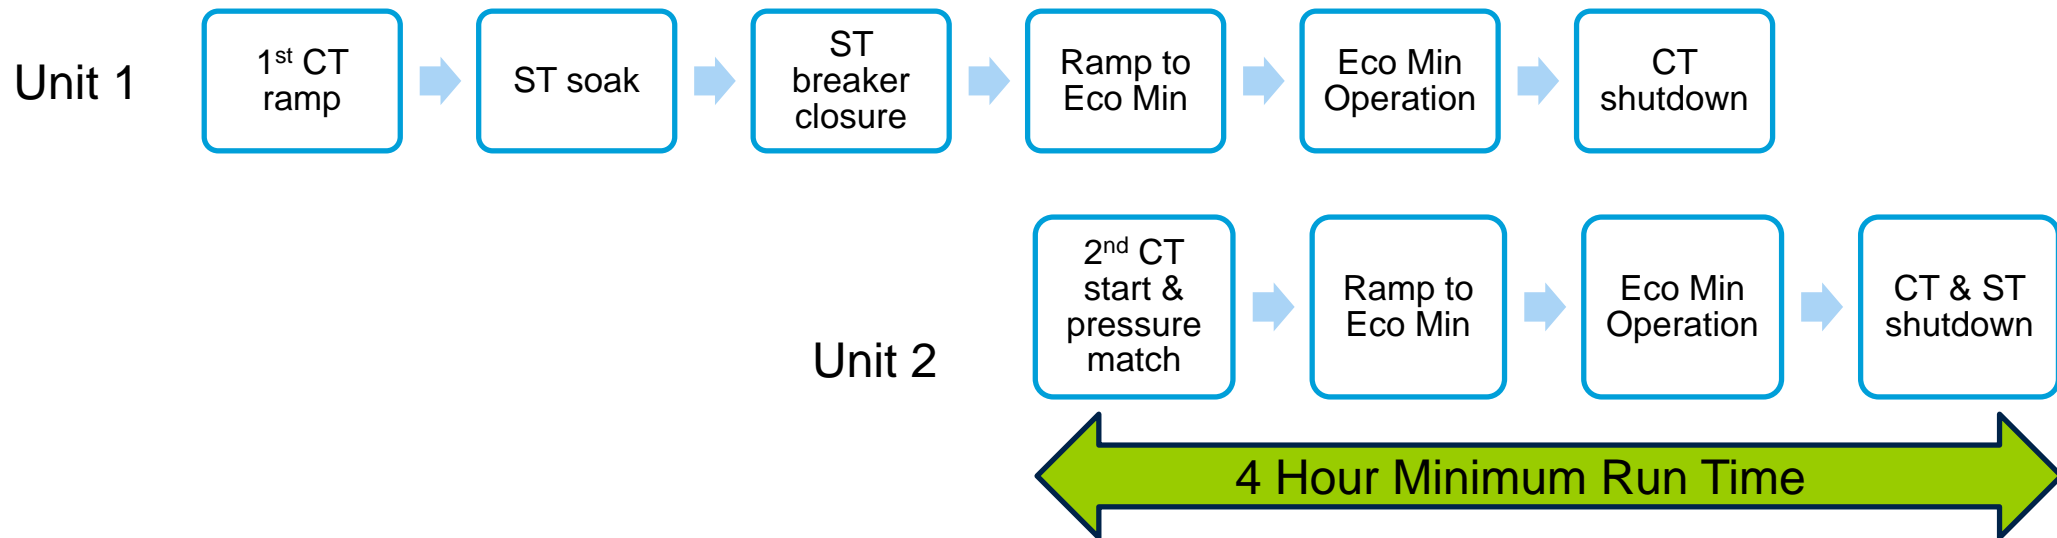 Unit 1
1st CT
ramp
ST soak
ST
breaker
closure
Ramp to
Eco Min
Eco Min
Operation
CT
shutdown
Unit 2
2nd CT
start &
pressure
match
Ramp to
Eco Min
Eco Min
Operation
CT & ST
shutdown
4 Hour Minimum Run Time